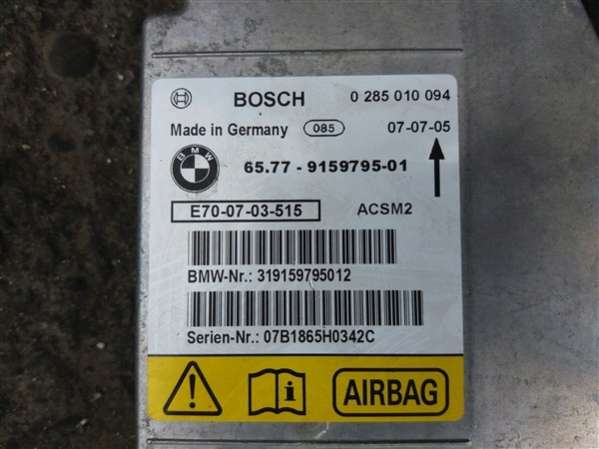 BOSCH 0 285 010 094
Made in Germany 085 07-07-05
BMW 65.77 - 9159795-01
E70-07-03-515 ACSM2
BMW-Nr.: 319159795012
Serien-Nr.: 07B1865H0342C
AIRBAG